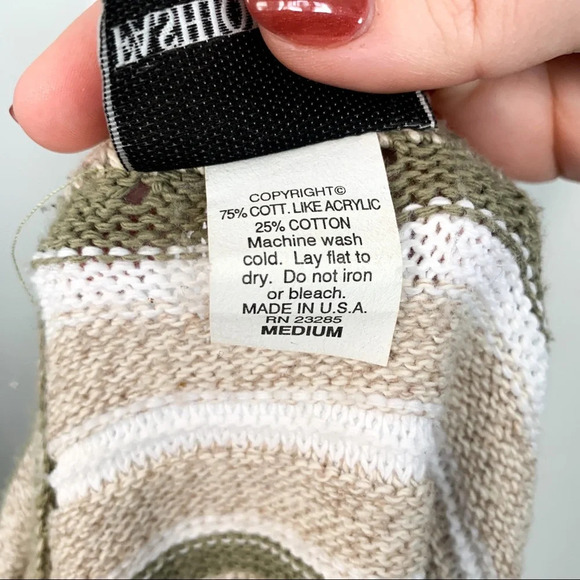 FASHIO
COPYRIGHT©
75% COTT. LIKE ACRYLIC
25% COTTON
Machine wash
cold. Lay flat to
dry. Do not iron
or bleach.
MADE IN U.S.A.
RN 23285
MEDIUM